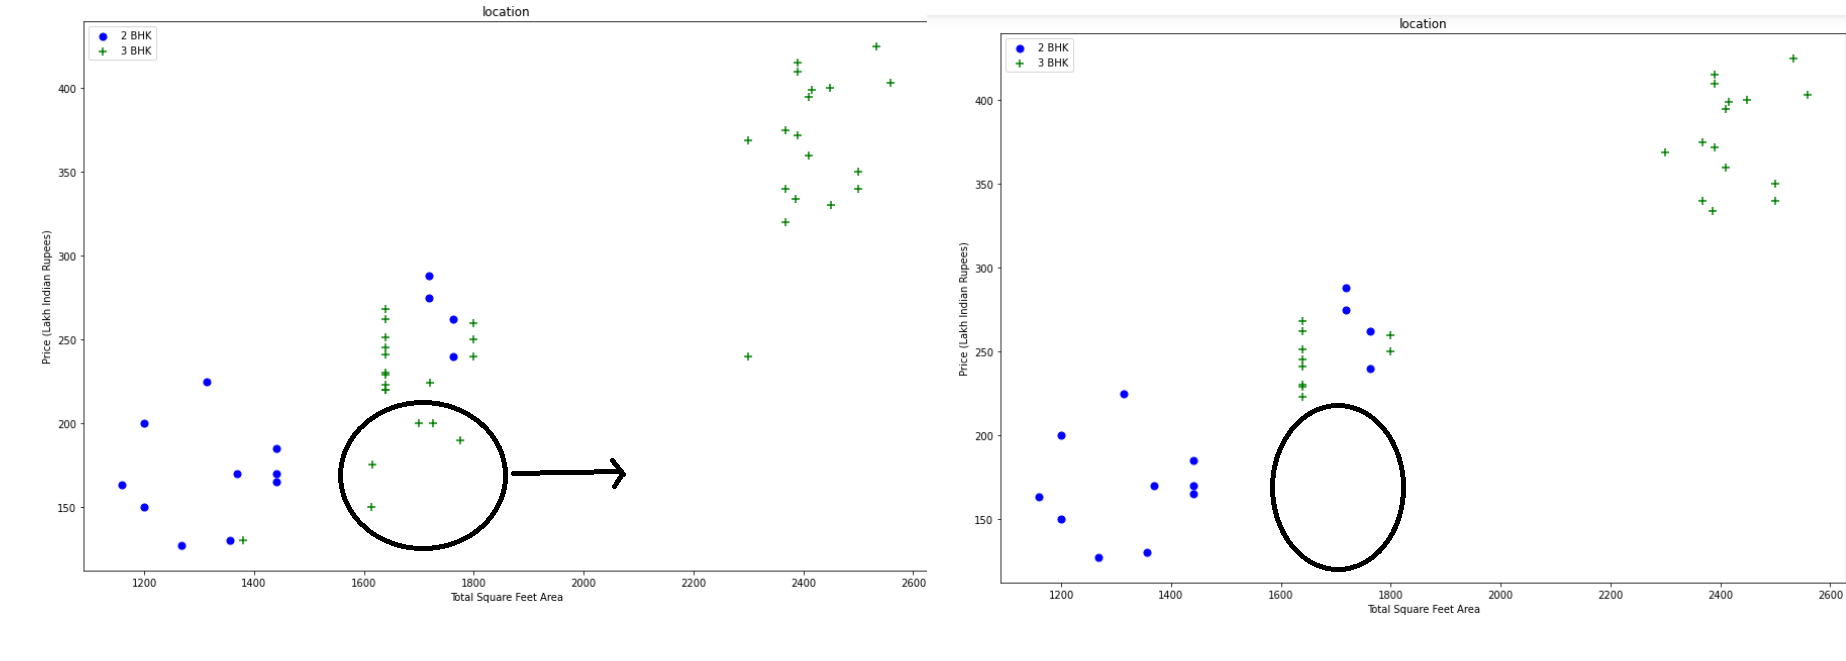 location
2 BHK
3 BHK
400
350
300
250
200
150
Price (Lakh Indian Rupees)
1200 1400 1600 1800 2000 2200 2400 2600
Total Square Feet Area
location
2 BHK
3 BHK
400
350
300
250
200
150
Price (Lakh Indian Rupees)
1200 1400 1600 1800 2000 2200 2400 2600
Total Square Feet Area